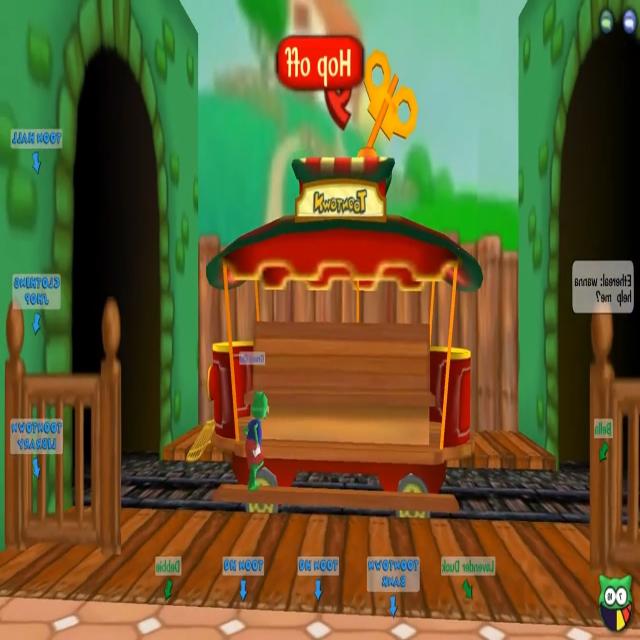 Hop off
TOONTOWN
TOON HALL
CLOTHING
SHOP
Ethereal: wanna
help me?
TOONTOWN
LIBRARY
Bella
Debbie
TOON HQ
TOON HQ
TOONTOWN
BANK
Lavender Duck